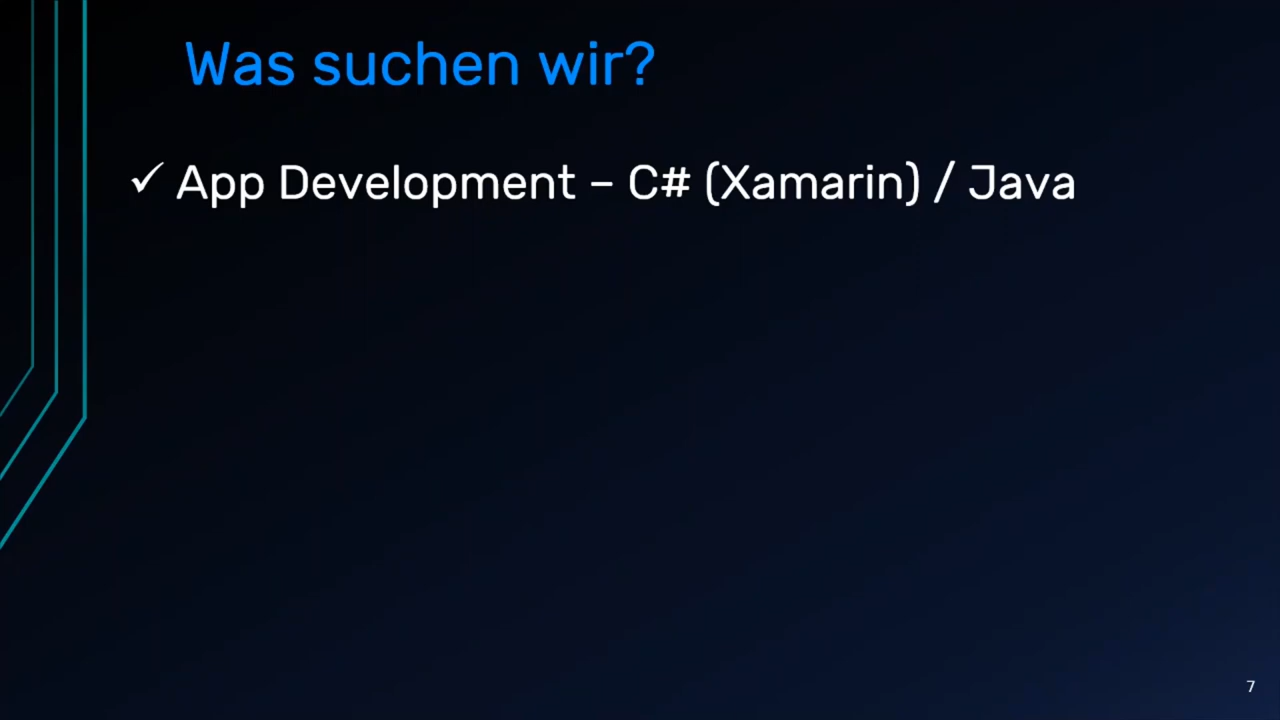 Was suchen wir?
✓ App Development – C# (Xamarin) / Java
7